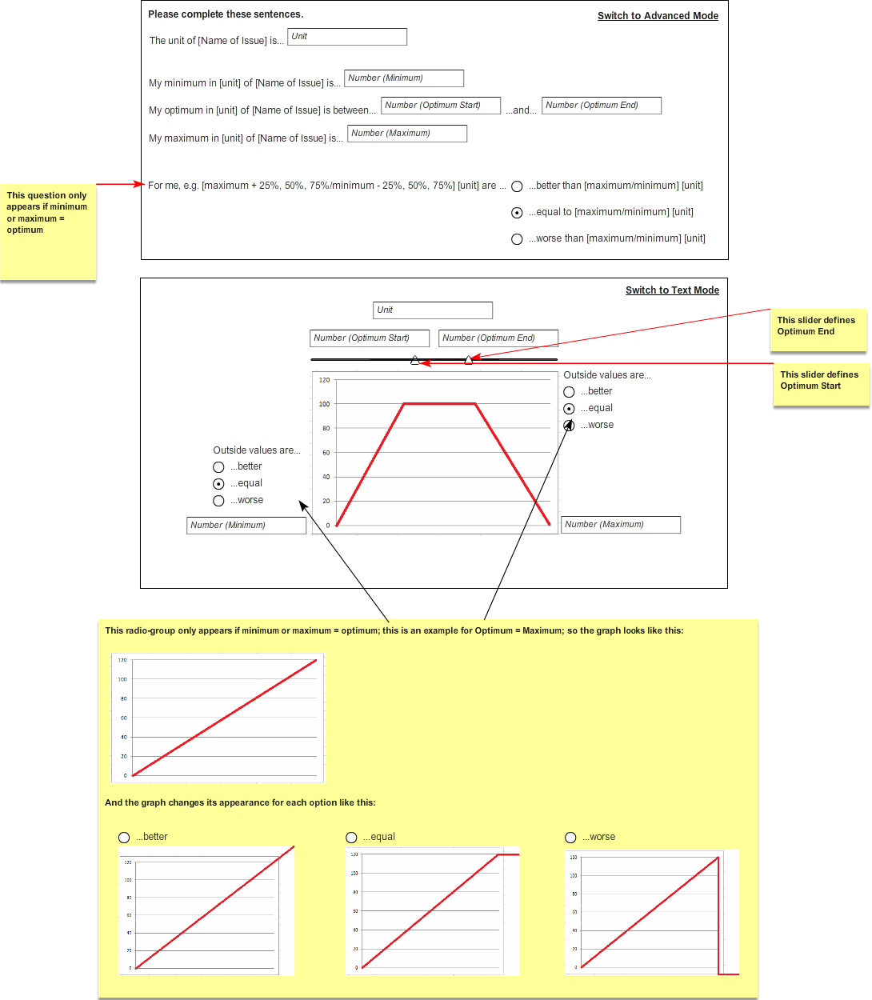 Please complete these sentences.
Switch to Advanced Mode
The unit of [Name of Issue] is... Unit
My minimum in [unit] of [Name of Issue] is... Number (Minimum)
My optimum in [unit] of [Name of Issue] is between... Number (Optimum Start) ...and... Number (Optimum End)
My maximum in [unit] of [Name of Issue] is... Number (Maximum)
This question only
appears if minimum
or maximum =
optimum
For me, e.g. [maximum + 25%, 50%, 75%/minimum - 25%, 50%, 75%] [unit] are ... ...better than [maximum/minimum] [unit]
...equal to [maximum/minimum] [unit]
...worse than [maximum/minimum] [unit]
Switch to Text Mode
Unit
Number (Optimum Start) Number (Optimum End)
This slider defines
Optimum End
This slider defines
Optimum Start
120
100
80
60
40
20
0
Outside values are...
...better
...equal
...worse
Outside values are...
...better
...equal
...worse
Number (Minimum)
Number (Maximum)
This radio-group only appears if minimum or maximum = optimum; this is an example for Optimum = Maximum; so the graph looks like this:
120
100
80
60
40
20
0
And the graph changes its appearance for each option like this:
...better
120
100
80
60
40
20
0
...equal
120
100
80
60
40
20
0
...worse
120
100
80
60
40
20
0